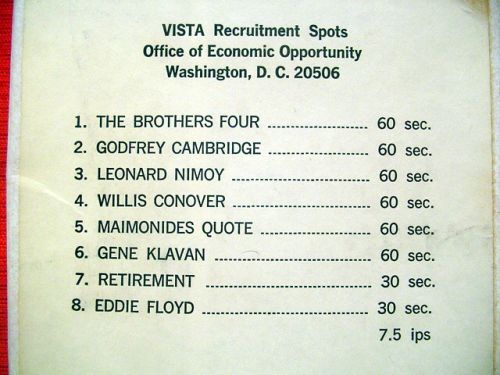 VISTA Recruitment Spots
Office of Economic Opportunity
Washington, D. C. 20506
1. THE BROTHERS FOUR ........................ 60 sec.
2. GODFREY CAMBRIDGE ........................ 60 sec.
3. LEONARD NIMOY ................................ 60 sec.
4. WILLIS CONOVER ................................ 60 sec.
5. MAIMONIDES QUOTE ......................... 60 sec.
6. GENE KLAVAN .................................... 60 sec.
7. RETIREMENT ...................................... 30 sec.
8. EDDIE FLOYD ...................................... 30 sec.
7.5 ips